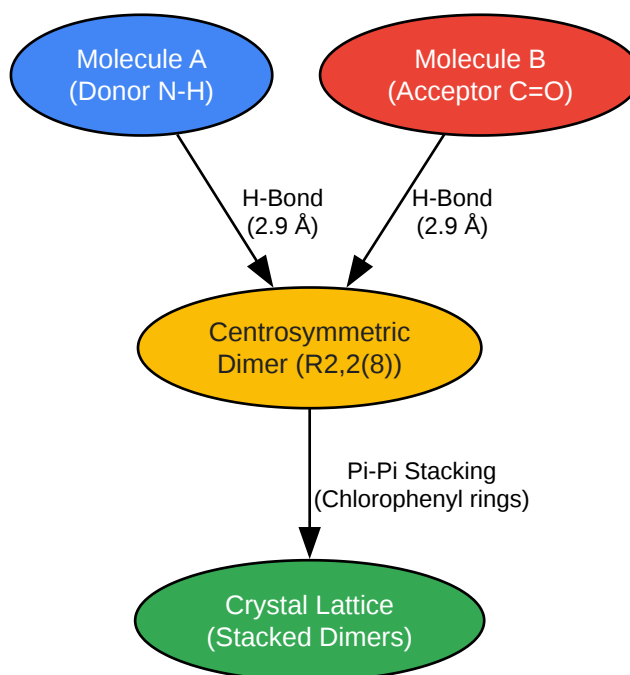 Molecule A
(Donor N-H)
Molecule B
(Acceptor C=O)
H-Bond
(2.9 Å)
H-Bond
(2.9 Å)
Centrosymmetric
Dimer (R2,2(8))
Pi-Pi Stacking
(Chlorophenyl rings)
Crystal Lattice
(Stacked Dimers)